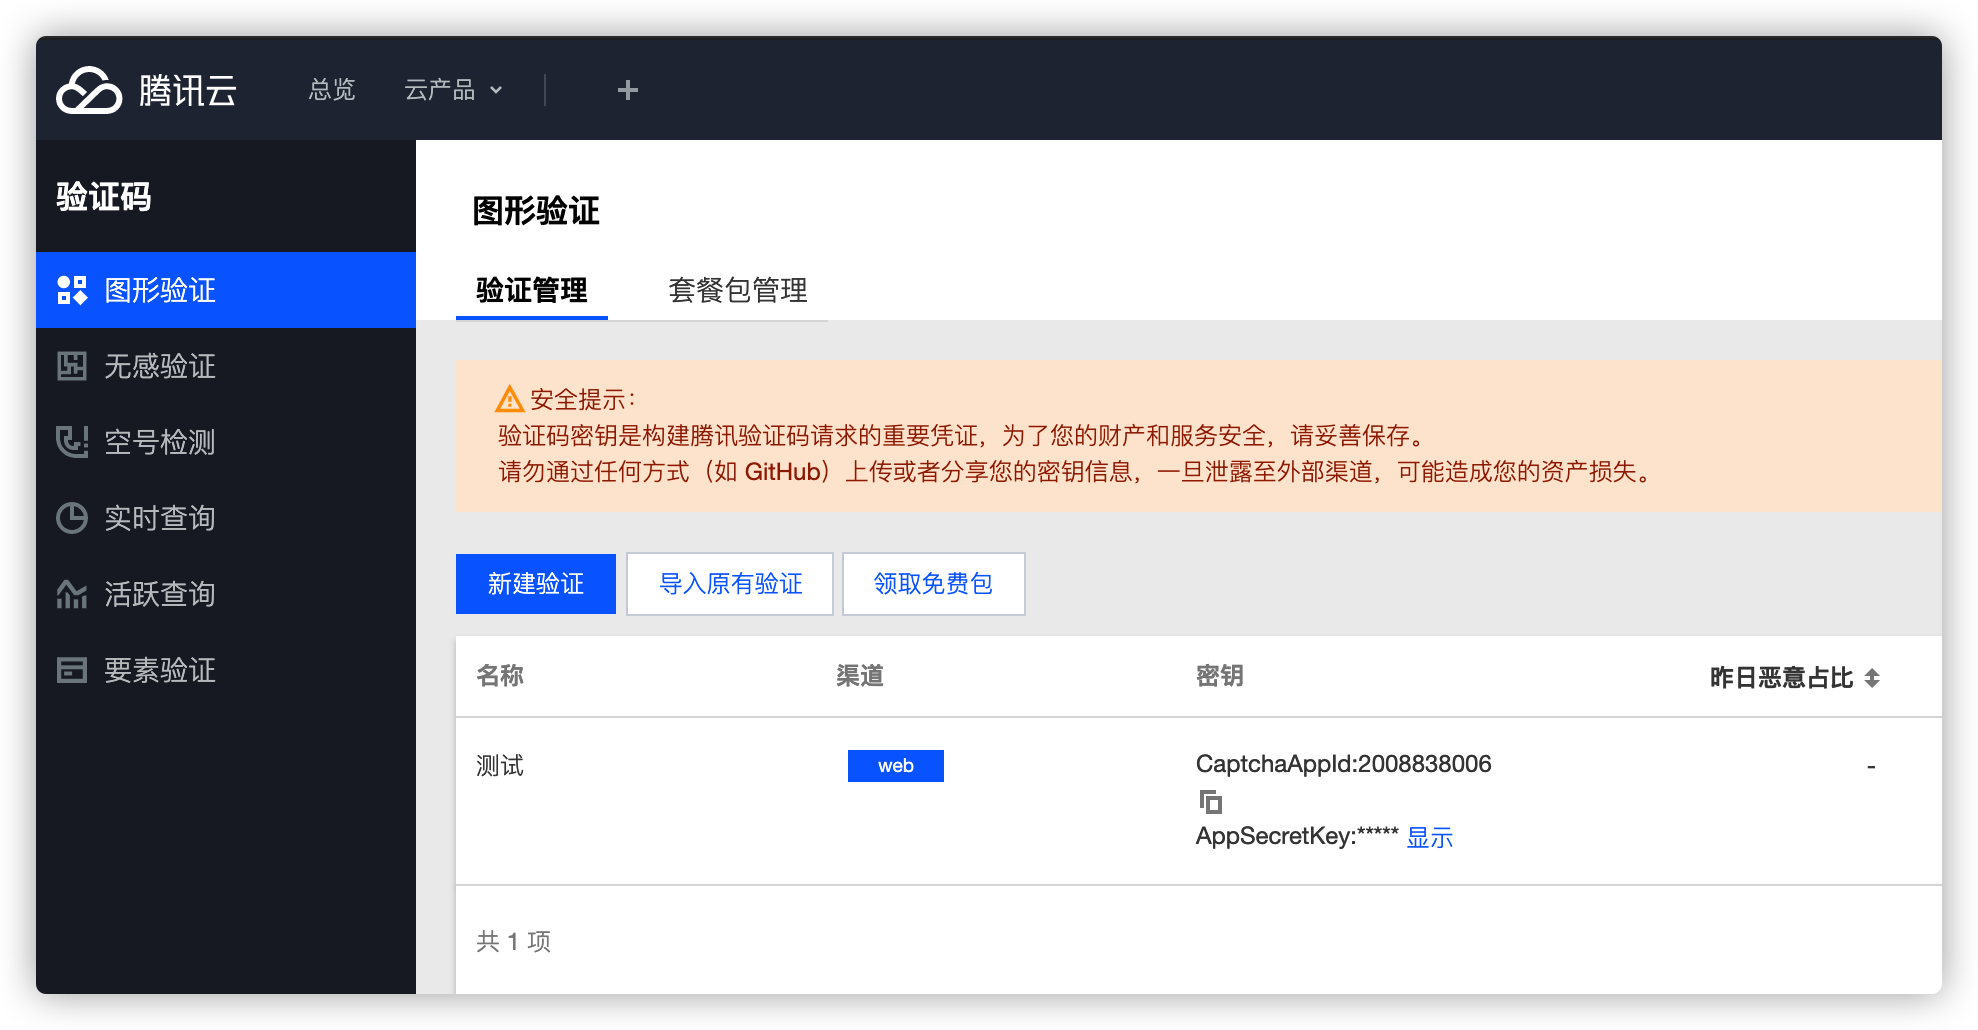 腾讯云
总览
云产品
+
验证码
图形验证
无感验证
空号检测
实时查询
活跃查询
要素验证
图形验证
验证管理
套餐包管理
安全提示：
验证码密钥是构建腾讯验证码请求的重要凭证，为了您的财产和服务安全，请妥善保存。
请勿通过任何方式（如 GitHub）上传或者分享您的密钥信息，一旦泄露至外部渠道，可能造成您的资产损失。
新建验证
导入原有验证
领取免费包
名称
渠道
密钥
昨日恶意占比
测试
web
CaptchaAppId:2008838006
AppSecretKey:***** 显示
-
共 1 项